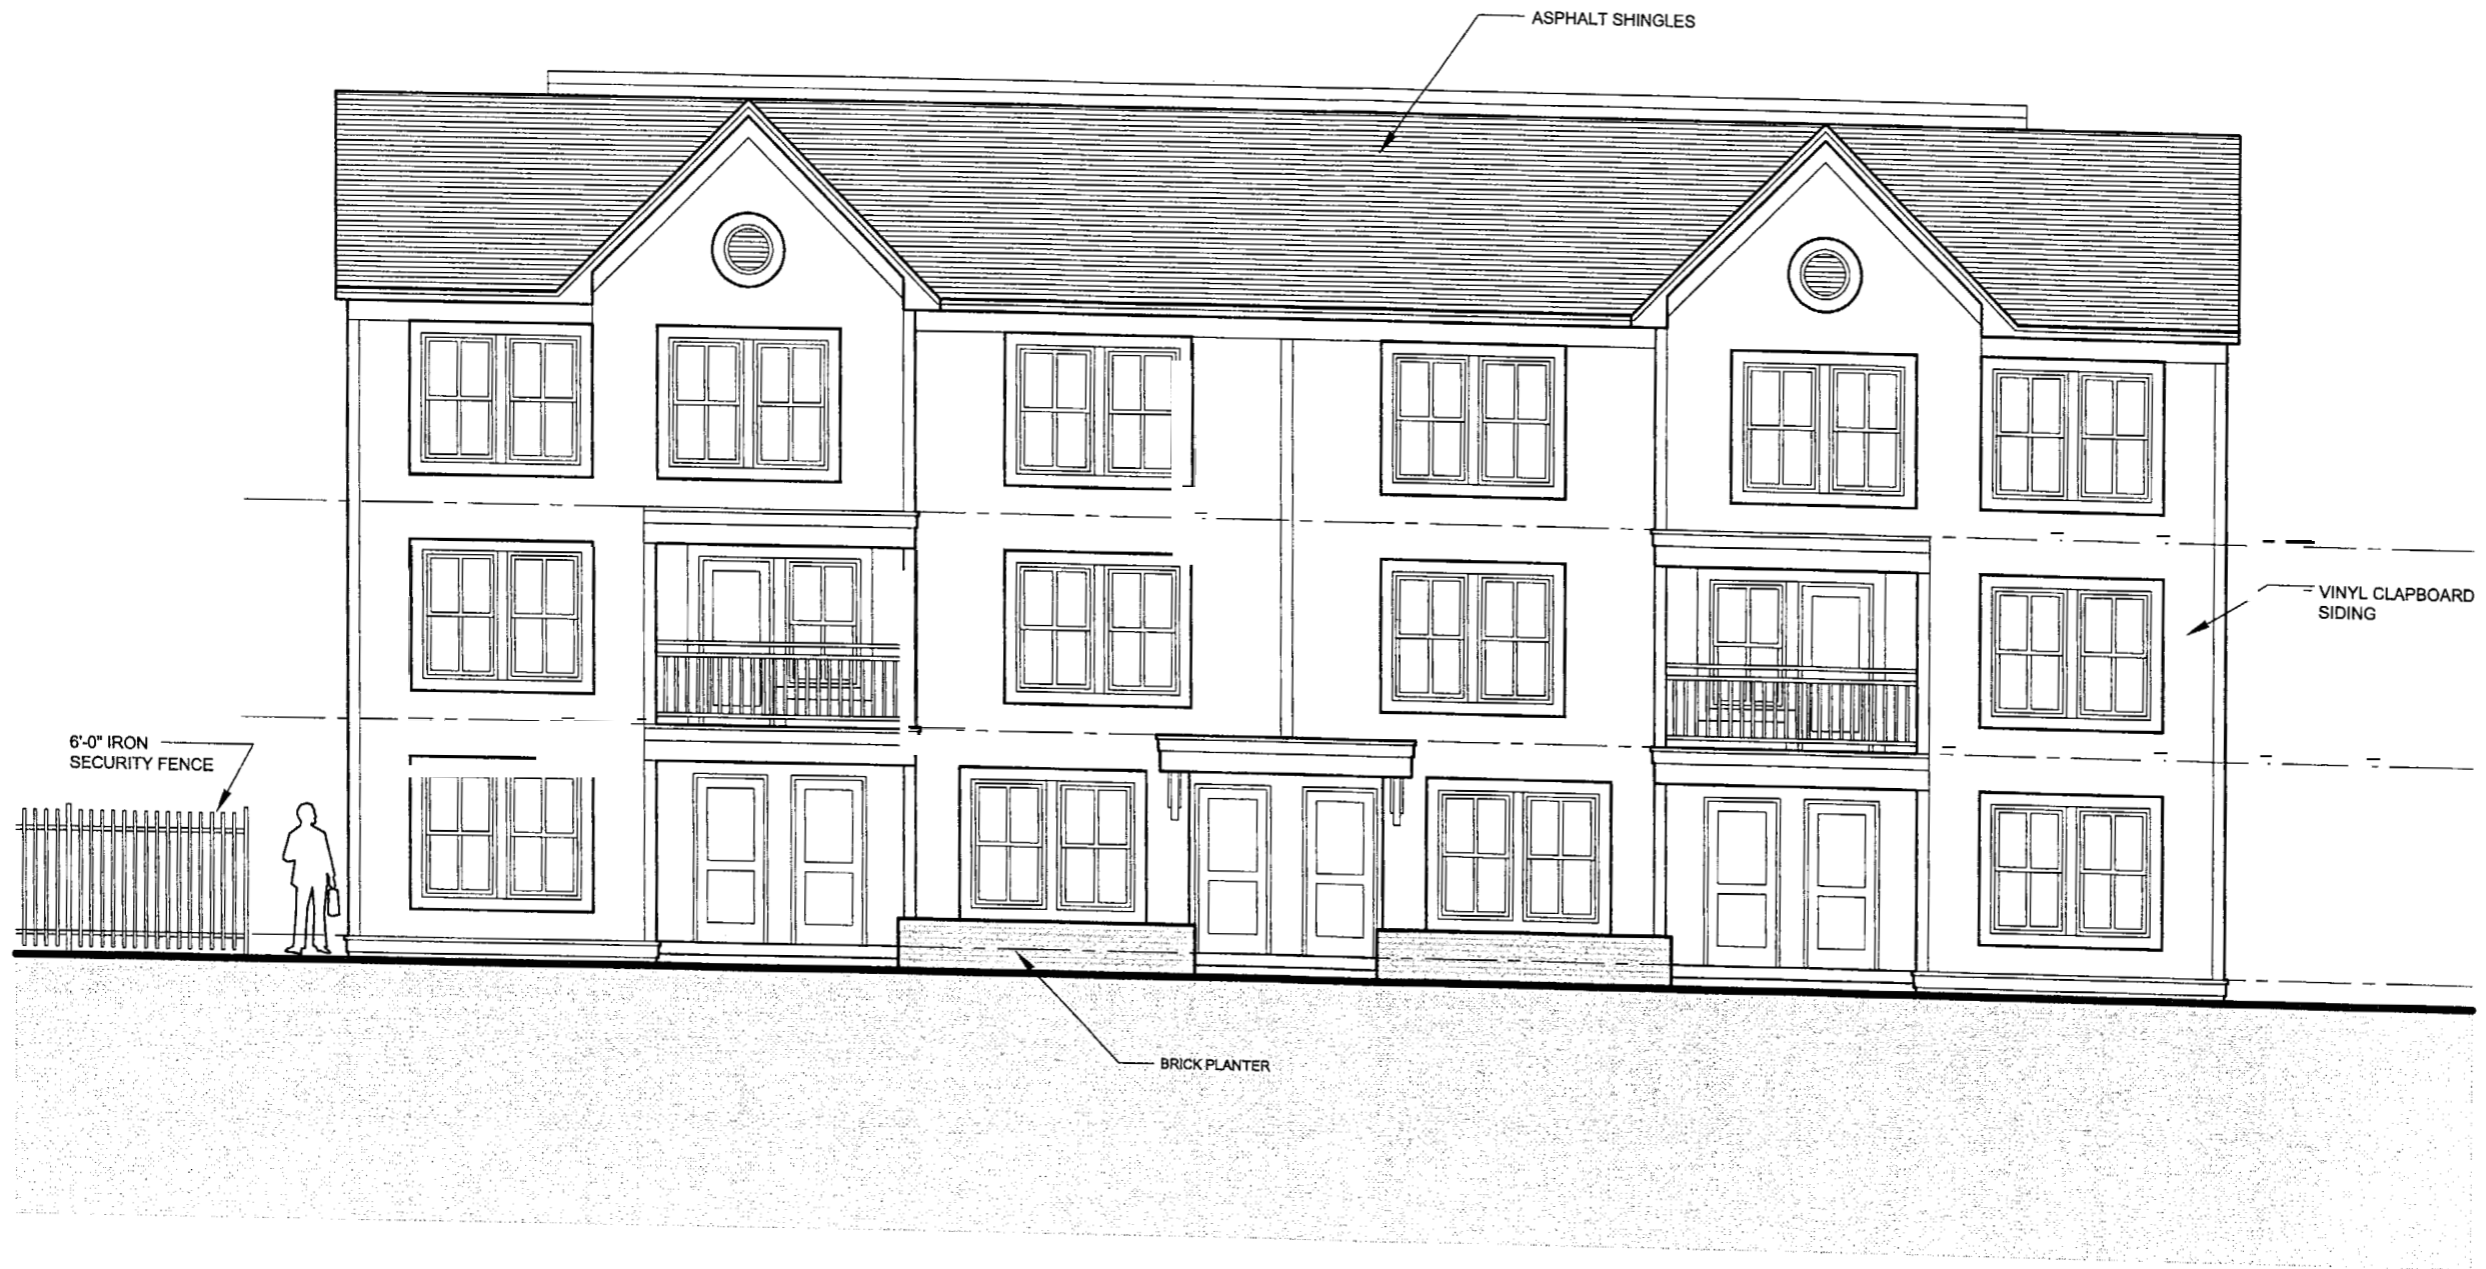 ASPHALT SHINGLES
VINYL CLAPBOARD
SIDING
6'-0" IRON
SECURITY FENCE
BRICK PLANTER